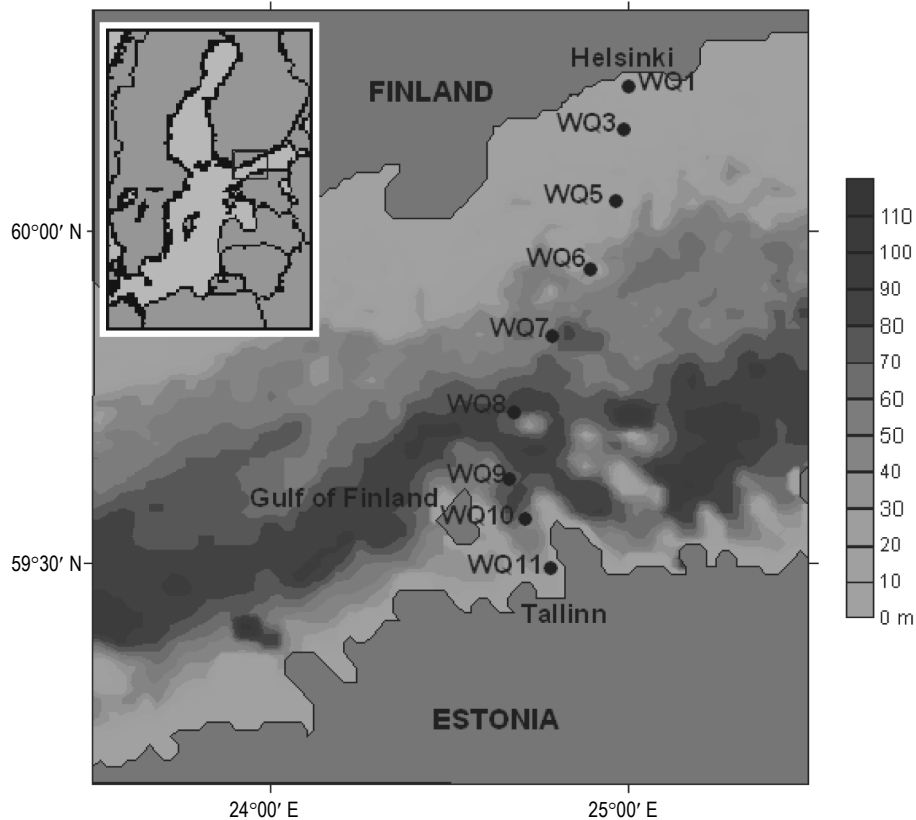 Helsinki
WQ1
FINLAND
WQ3
WQ5
60°00′ N
WQ6
WQ7
WQ8
WQ9
Gulf of Finland
WQ10
59°30′ N
WQ11
Tallinn
ESTONIA
24°00′ E
25°00′ E
110
100
90
80
70
60
50
40
30
20
10
0 m